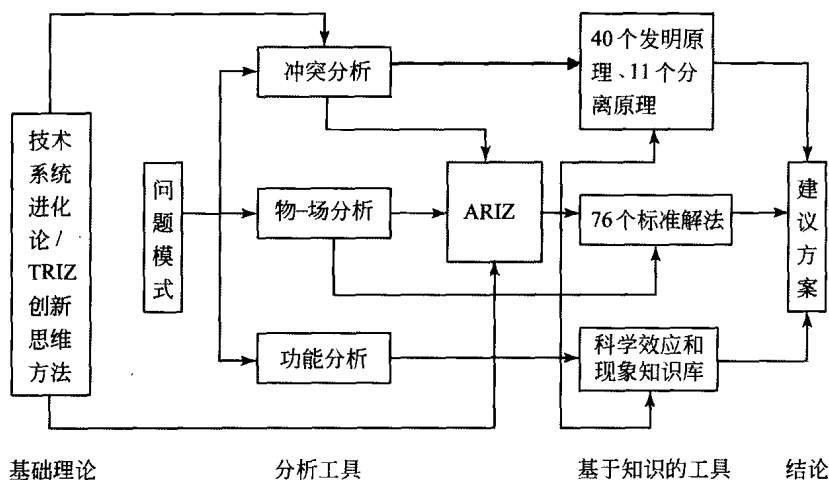 技术
系统
进化
论/
TRIZ
创新
思维
方法
问
题
模
式
冲突分析
物-场分析
功能分析
ARIZ
40个发明原
理、11个分
离原理
76个标准解法
科学效应和
现象知识库
建
议
方
案
基础理论
分析工具
基于知识的工具
结论